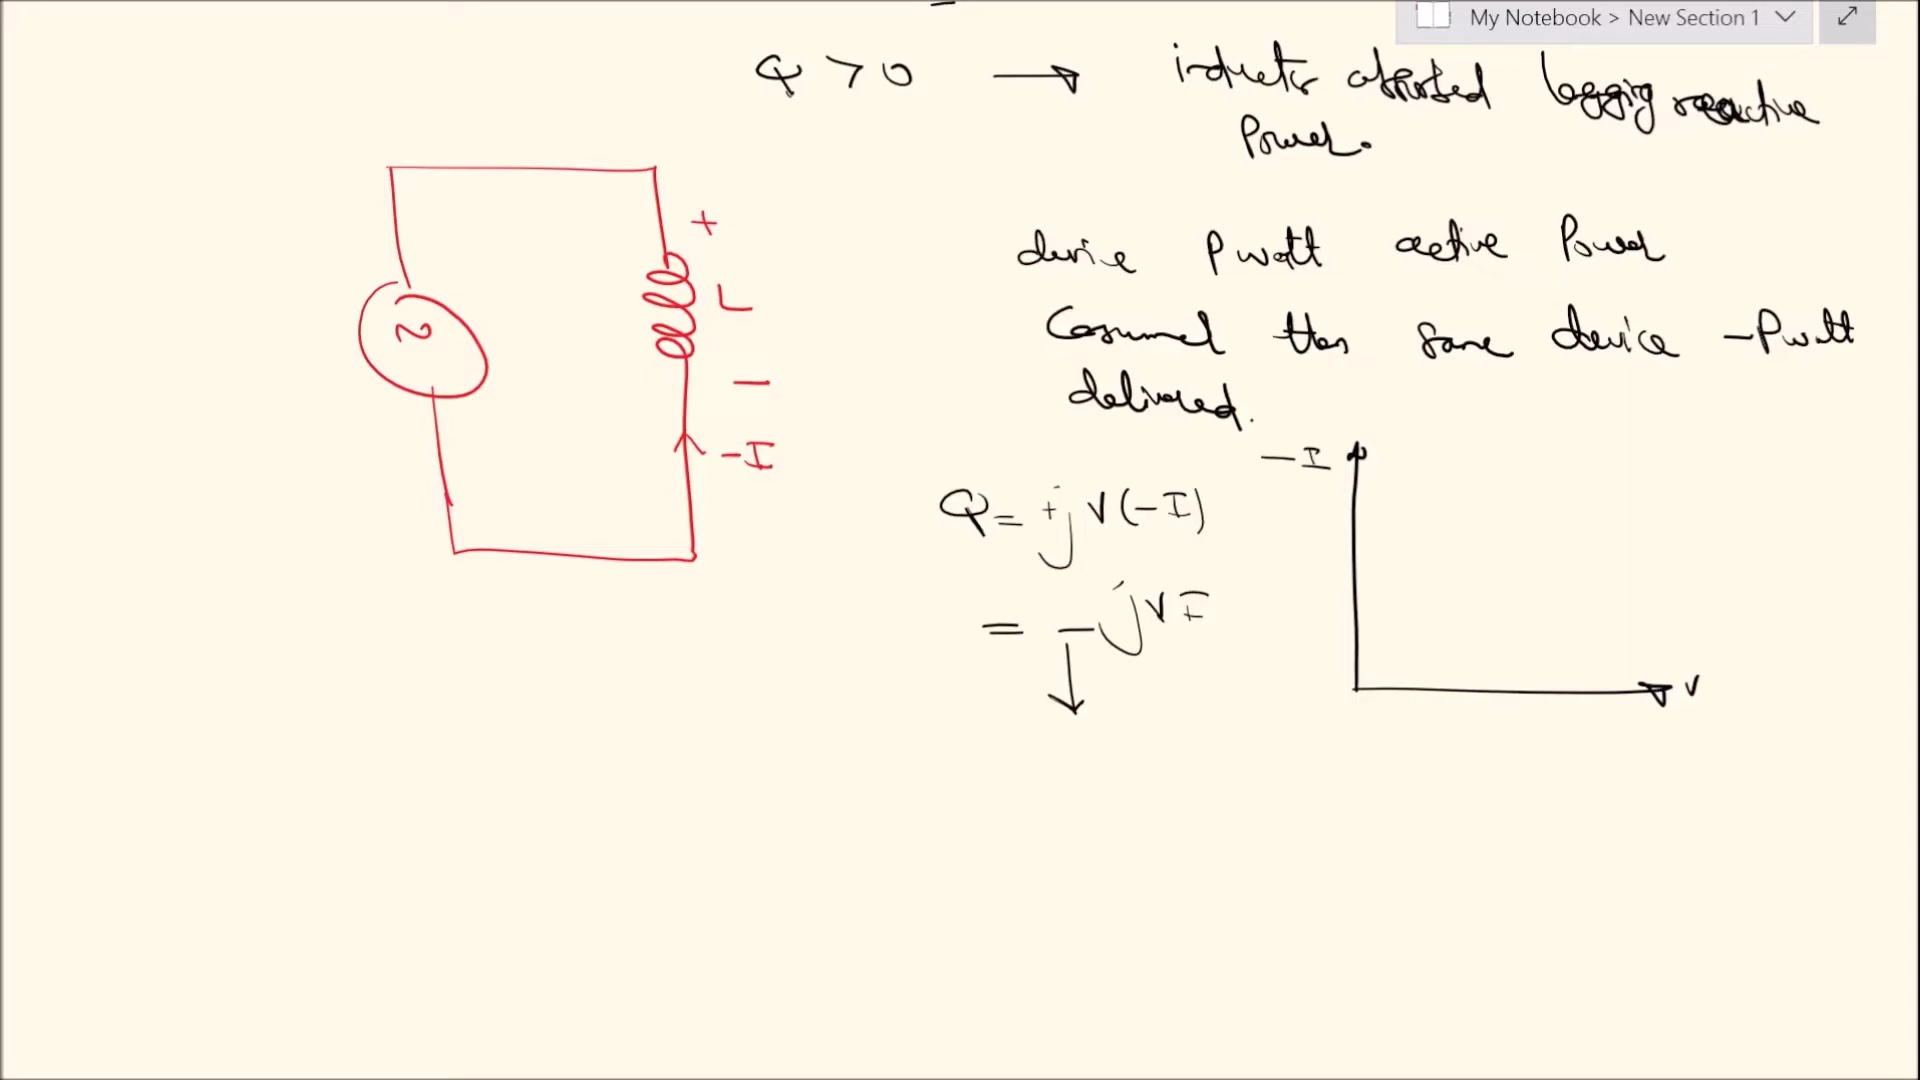 My Notebook > New Section 1
Q > 0 → inductor absorbed lagging reactive
Power.
+
device P watt active Power
~
L
Consumed then same device -P watt
-
delivered.
-I
-I
Q = +j V(-I)
= -jVI
V